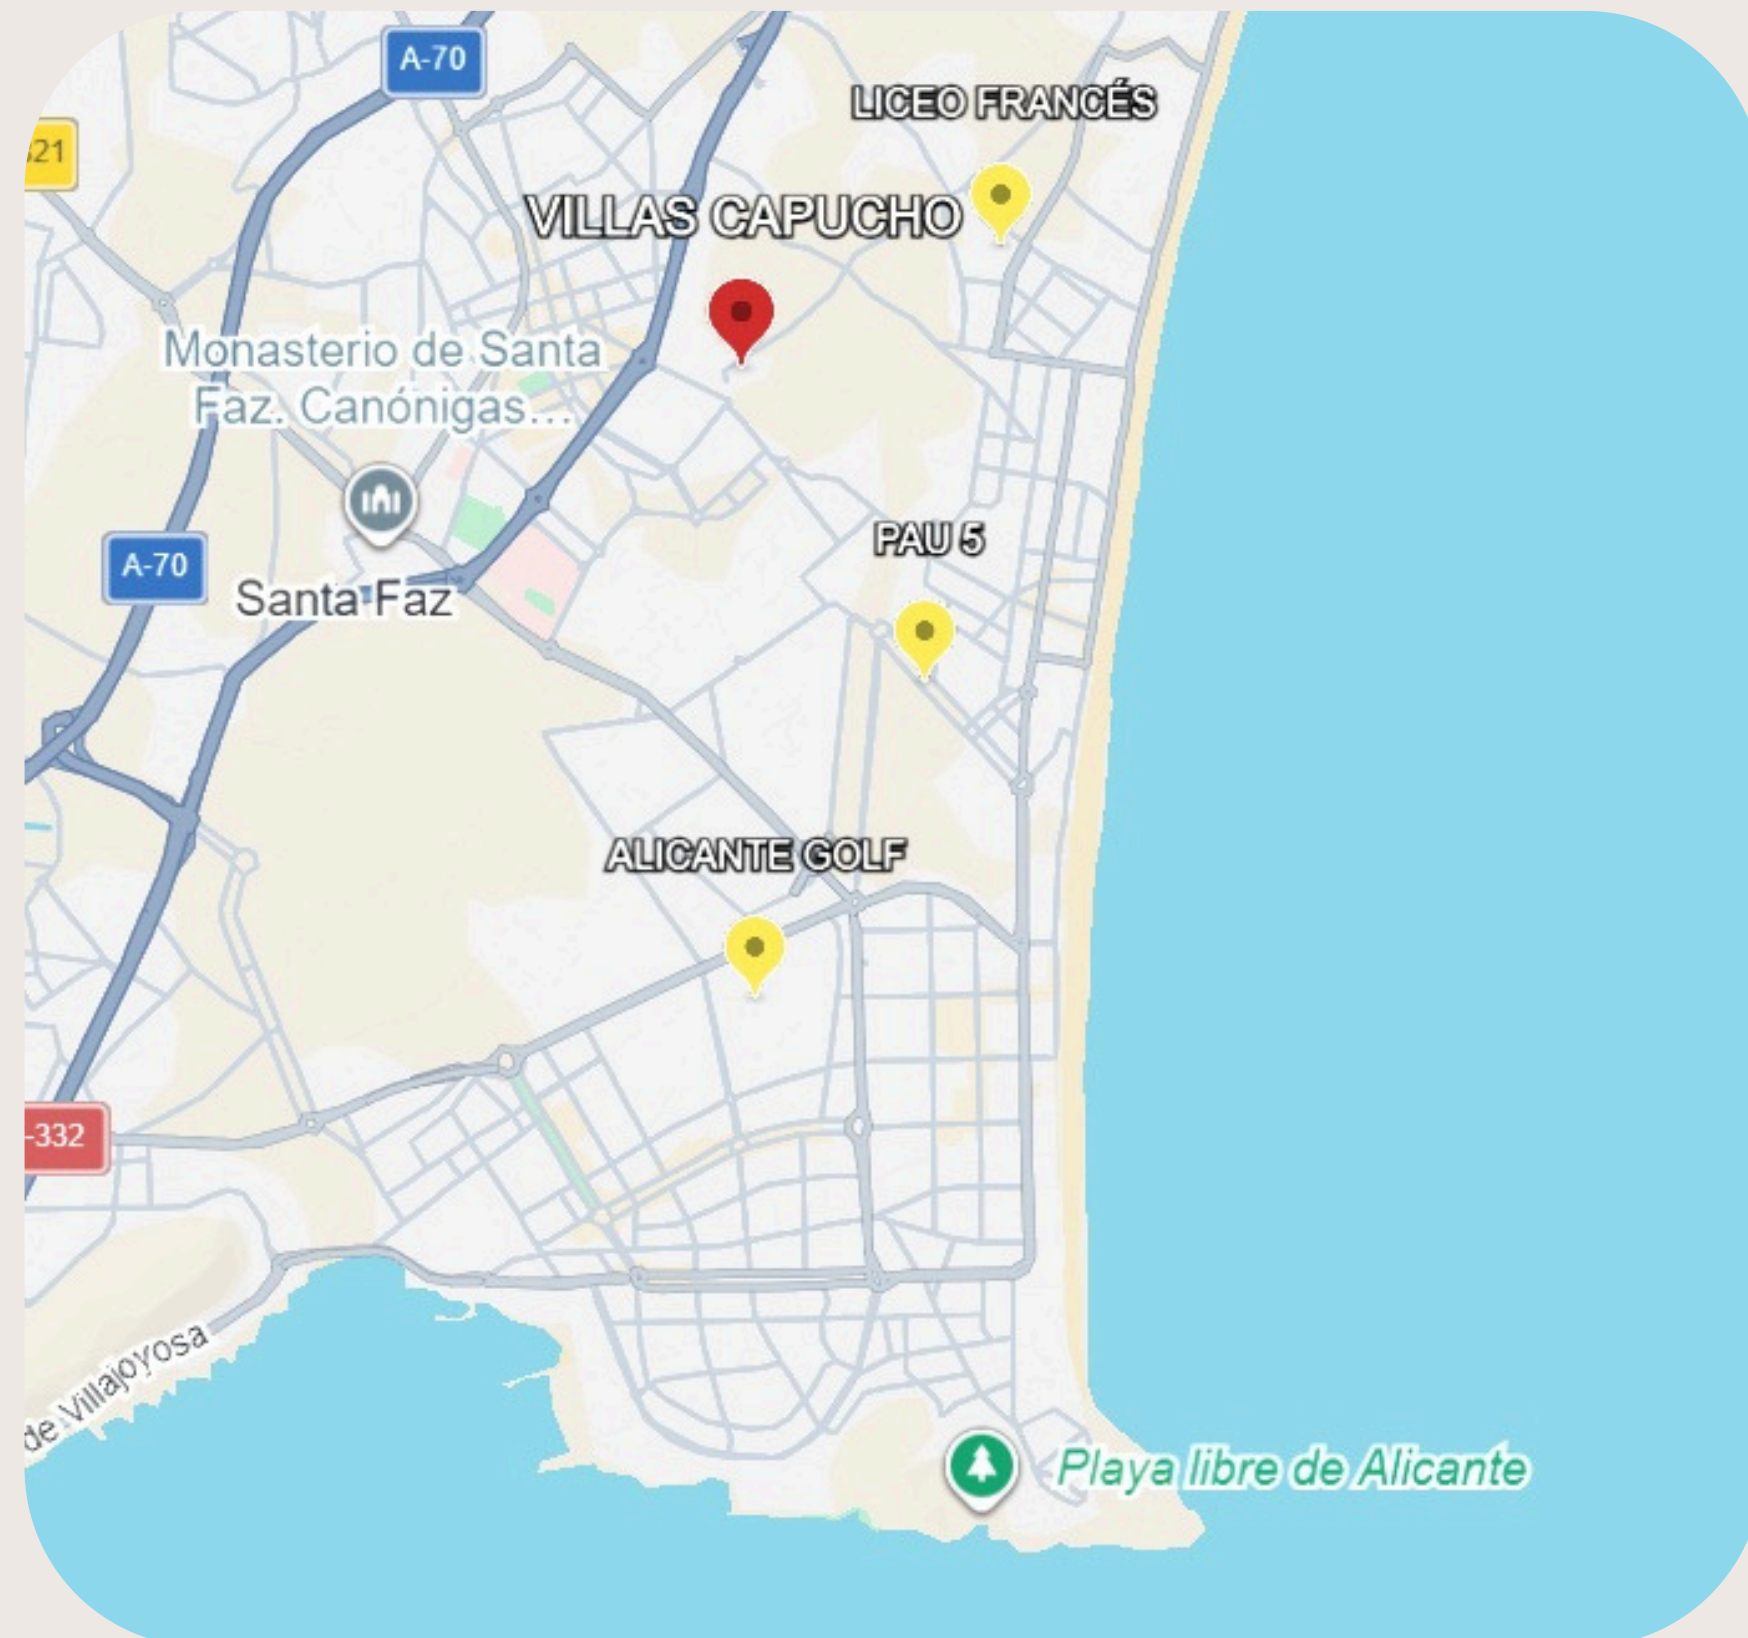 A-70
LICEO FRANCÉS
21
VILLAS CAPUCHO
Monasterio de Santa
Faz. Canónigas...
PAU 5
A-70
Santa Faz
ALICANTE GOLF
-332
de Villajoyosa
Playa libre de Alicante